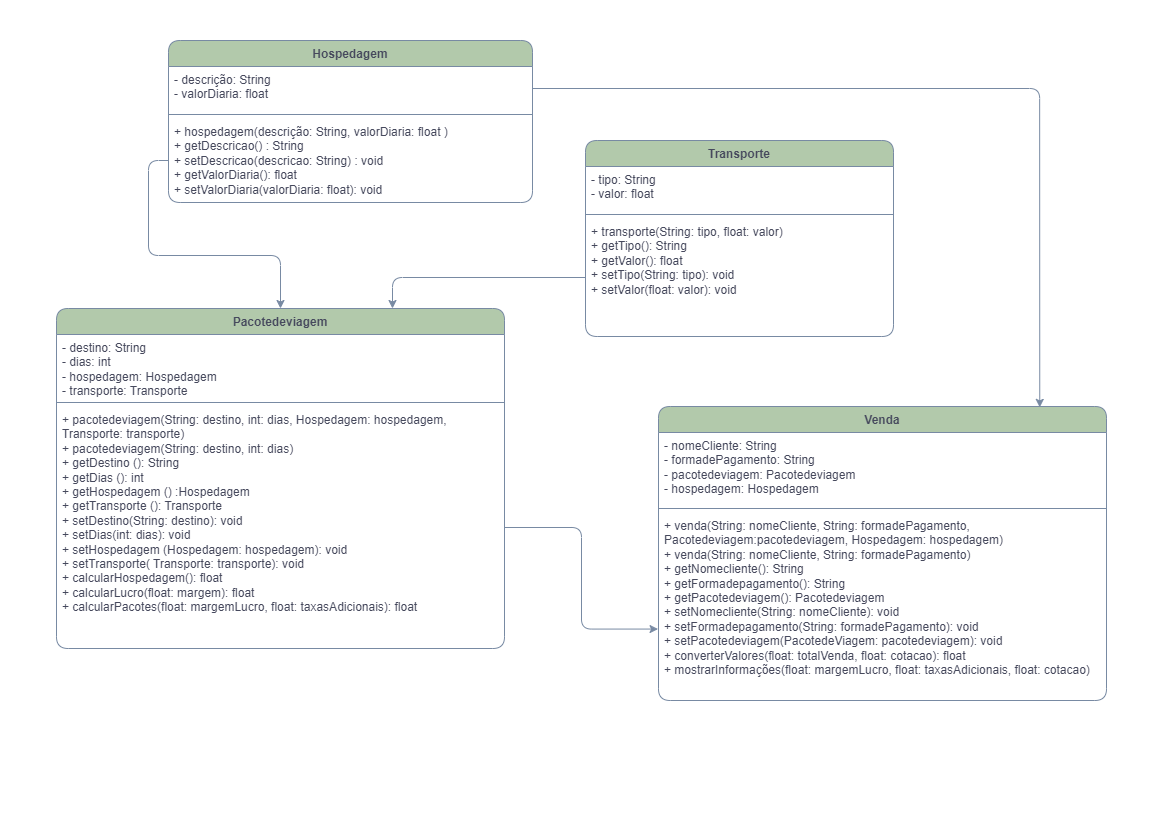 Hospedagem
- descrição: String
- valorDiaria: float
+ hospedagem(descrição: String, valorDiaria: float )
+ getDescricao() : String
+ setDescricao(descricao: String) : void
+ getValorDiaria(): float
+ setValorDiaria(valorDiaria: float): void
Transporte
- tipo: String
- valor: float
+ transporte(String: tipo, float: valor)
+ getTipo(): String
+ getValor(): float
+ setTipo(String: tipo): void
+ setValor(float: valor): void
Pacotedeviagem
- destino: String
- dias: int
- hospedagem: Hospedagem
- transporte: Transporte
+ pacotedeviagem(String: destino, int: dias, Hospedagem: hospedagem,
Transporte: transporte)
+ pacotedeviagem(String: destino, int: dias)
+ getDestino (): String
+ getDias (): int
+ getHospedagem () :Hospedagem
+ getTransporte (): Transporte
+ setDestino(String: destino): void
+ setDias(int: dias): void
+ setHospedagem (Hospedagem: hospedagem): void
+ setTransporte( Transporte: transporte): void
+ calcularHospedagem(): float
+ calcularLucro(float: margem): float
+ calcularPacotes(float: margemLucro, float: taxasAdicionais): float
Venda
- nomeCliente: String
- formadePagamento: String
- pacotedeviagem: Pacotedeviagem
- hospedagem: Hospedagem
+ venda(String: nomeCliente, String: formadePagamento,
Pacotedeviagem:pacotedeviagem, Hospedagem: hospedagem)
+ venda(String: nomeCliente, String: formadePagamento)
+ getNomecliente(): String
+ getFormadepagamento(): String
+ getPacotedeviagem(): Pacotedeviagem
+ setNomecliente(String: nomeCliente): void
+ setFormadepagamento(String: formadePagamento): void
+ setPacotedeviagem(PacotedeViagem: pacotedeviagem): void
+ converterValores(float: totalVenda, float: cotacao): float
+ mostrarInformações(float: margemLucro, float: taxasAdicionais, float: cotacao)